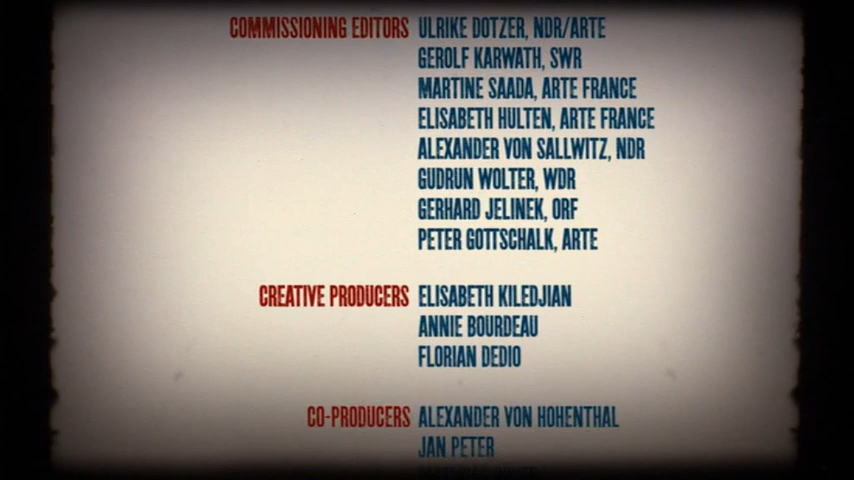 COMMISSIONING EDITORS ULRIKE DOTZER, NDR/ARTE
GEROLF KARWATH, SWR
MARTINE SAADA, ARTE FRANCE
ELISABETH HULTEN, ARTE FRANCE
ALEXANDER VON SALLWITZ, NDR
GUDRUN WOLTER, WDR
GERHARD JELINEK, ORF
PETER GOTTSCHALK, ARTE
CREATIVE PRODUCERS ELISABETH KILEDJIAN
ANNIE BOURDEAU
FLORIAN DEDIO
CO-PRODUCERS ALEXANDER VON HOHENTHAL
JAN PETER